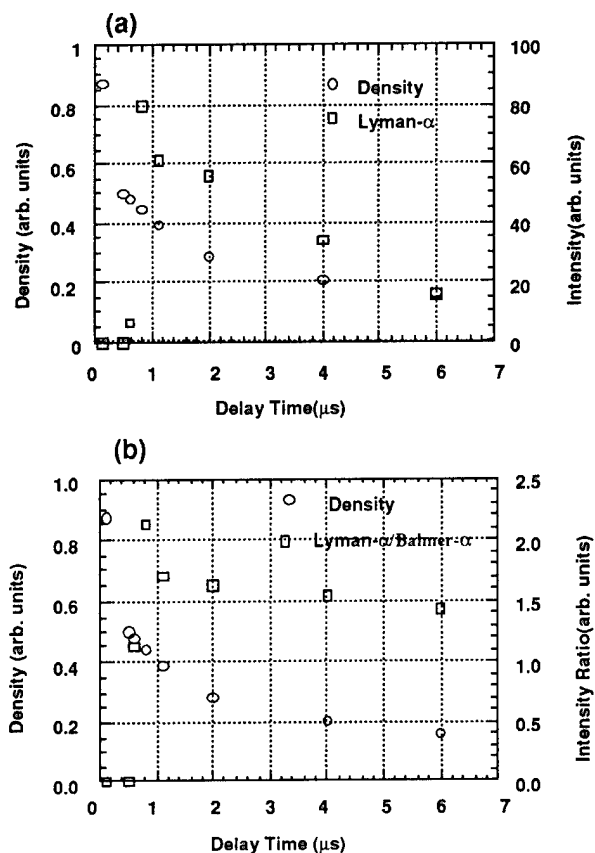 (a)
1
0.8
0.6
0.4
0.2
0
100
80
60
40
20
0
Density
Lyman-α
Density (arb. units)
Intensity(arb. units)
0 1 2 3 4 5 6 7
Delay Time(μs)
(b)
1.0
0.8
0.6
0.4
0.2
0.0
2.5
2.0
1.5
1.0
0.5
0.0
Density
Lyman-α/Balmer-α
Density (arb. units)
Intensity Ratio(arb. units)
0 1 2 3 4 5 6 7
Delay Time (μs)